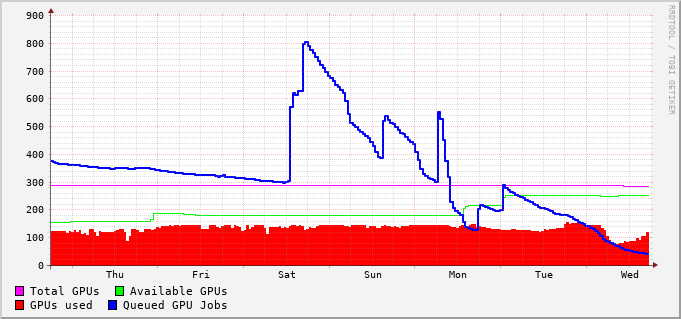 900
800
700
600
500
400
300
200
100
0
Thu Fri Sat Sun Mon Tue Wed
Total GPUs Available GPUs
GPUs used Queued GPU Jobs
RRDTOOL / TOBI OETIKER